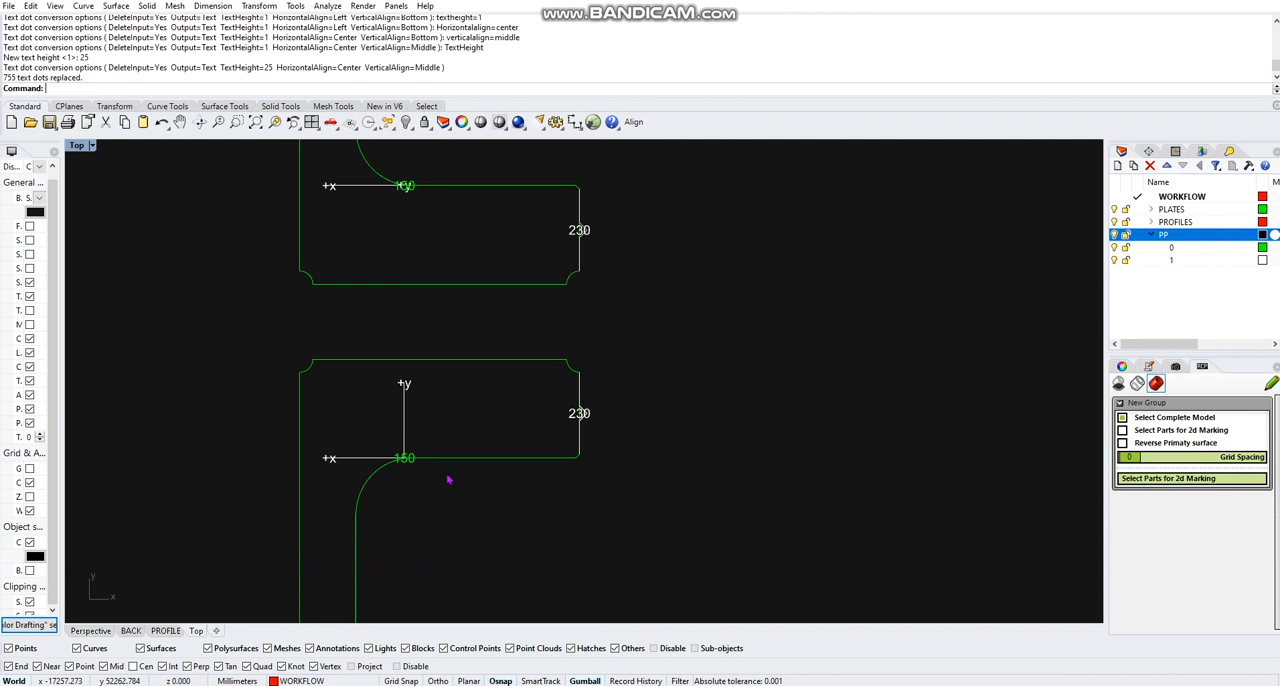 www.BANDICAM.com
File Edit View Curve Surface Solid Mesh Dimension Transform Tools Analyze Render Panels Help
Text dot conversion options ( DeleteInput=Yes Output=Text TextHeight=1 HorizontalAlign=Left VerticalAlign=Bottom ): textheight=1
Text dot conversion options ( DeleteInput=Yes Output=Text TextHeight=1 HorizontalAlign=Left VerticalAlign=Bottom ): Horizontalalign=center
Text dot conversion options ( DeleteInput=Yes Output=Text TextHeight=1 HorizontalAlign=Center VerticalAlign=Bottom ): verticalalign=middle
Text dot conversion options ( DeleteInput=Yes Output=Text TextHeight=1 HorizontalAlign=Center VerticalAlign=Middle ): TextHeight
New text height <1>: 25
Text dot conversion options ( DeleteInput=Yes Output=Text TextHeight=25 HorizontalAlign=Center VerticalAlign=Middle )
755 text dots replaced.
Command:
Standard CPlanes Transform Curve Tools Surface Tools Solid Tools Mesh Tools New in V6 Select
Align
Top
Dis... C
General ...
B. S.
F.
S.
S.
S.
S.
T.
T.
M
C
L.
C
T.
A
P.
P.
T. 0
Grid & A
G
C
Z.
W
Object s...
C
B.
Clipping ...
S.
olor Drafting" se
+x +y
230
+y
230
+x 150
y
x
Name M
WORKFLOW
PLATES
PROFILES
PP
0
1
New Group
Select Complete Model
Select Parts for 2d Marking
Reverse Primaty surface
0 Grid Spacing
Select Parts for 2d Marking
Perspective BACK PROFILE Top
Points Curves Surfaces Polysurfaces Meshes Annotations Lights Blocks Control Points Point Clouds Hatches Others Disable Sub-objects
End Near Point Mid Cen Int Perp Tan Quad Knot Vertex Project Disable
World x -17257.273 y 52262.784 z 0.000 Millimeters WORKFLOW Grid Snap Ortho Planar Osnap SmartTrack Gumball Record History Filter Absolute tolerance: 0.001